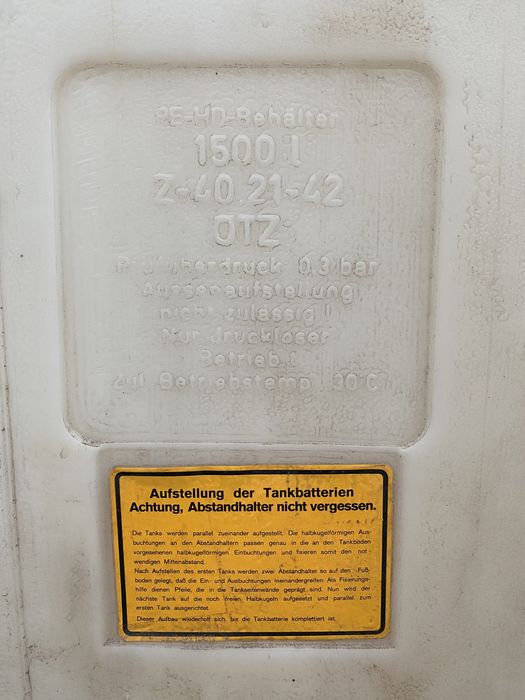 PE-HD-Behälter
1500 l
Z-40.21-42
OTZ
Prüfüberdruck 0,3 bar
Aussenaufstellung
nicht zulässig !
Nur druckloser
Betrieb !
zul. Betriebstemp. 30°C
Aufstellung der Tankbatterien
Achtung, Abstandhalter nicht vergessen.
Die Tanks werden parallel zueinander aufgestellt. Die halbkugelförmigen Aus-
buchtungen an den Abstandhaltern passen genau in die an den Tankböden
vorgesehenen halbkugelförmigen Einbuchtungen und fixieren somit den not-
wendigen Mittenabstand.
Nach Aufstellen des ersten Tanks werden zwei Abstandhalter so auf den Fuß-
boden gelegt, daß die Ein- und Ausbuchtungen ineinandergreifen. Als Fixierungs-
hilfe dienen Pfeile, die in die Tankseitenwände geprägt sind. Nun wird der
nächste Tank auf die noch freien Halbkugeln aufgesetzt und parallel zum
ersten Tank ausgerichtet.
Dieser Aufbau wiederholt sich, bis die Tankbatterie komplettiert ist.